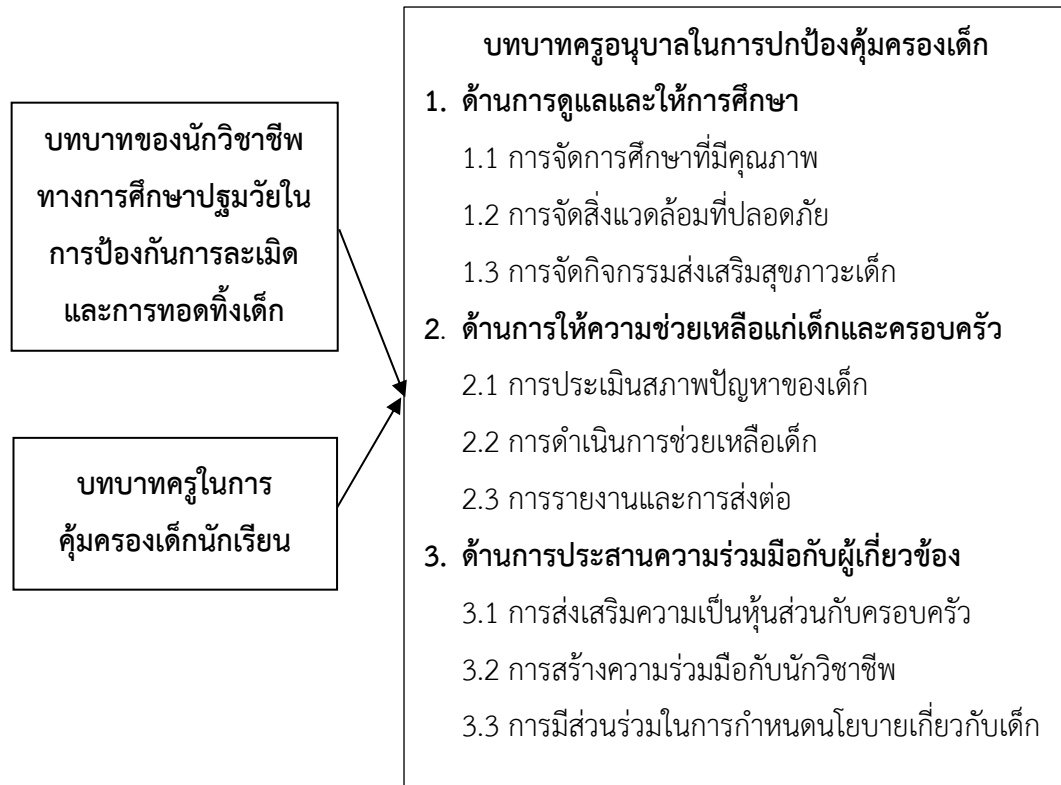 บทบาทของนักวิชาชีพ
ทางการศึกษาปฐมวัยใน
การป้องกันการละเมิด
และการทอดทิ้งเด็ก
บทบาทครูในการ
คุ้มครองเด็กนักเรียน
บทบาทครูอนุบาลในการปกป้องคุ้มครองเด็ก
1. ด้านการดูแลและให้การศึกษา
1.1 การจัดการศึกษาที่มีคุณภาพ
1.2 การจัดสิ่งแวดล้อมที่ปลอดภัย
1.3 การจัดกิจกรรมส่งเสริมสุขภาวะเด็ก
2. ด้านการให้ความช่วยเหลือแก่เด็กและครอบครัว
2.1 การประเมินสภาพปัญหาของเด็ก
2.2 การดำเนินการช่วยเหลือเด็ก
2.3 การรายงานและการส่งต่อ
3. ด้านการประสานความร่วมมือกับผู้เกี่ยวข้อง
3.1 การส่งเสริมความเป็นหุ้นส่วนกับครอบครัว
3.2 การสร้างความร่วมมือกับนักวิชาชีพ
3.3 การมีส่วนร่วมในการกำหนดนโยบายเกี่ยวกับเด็ก